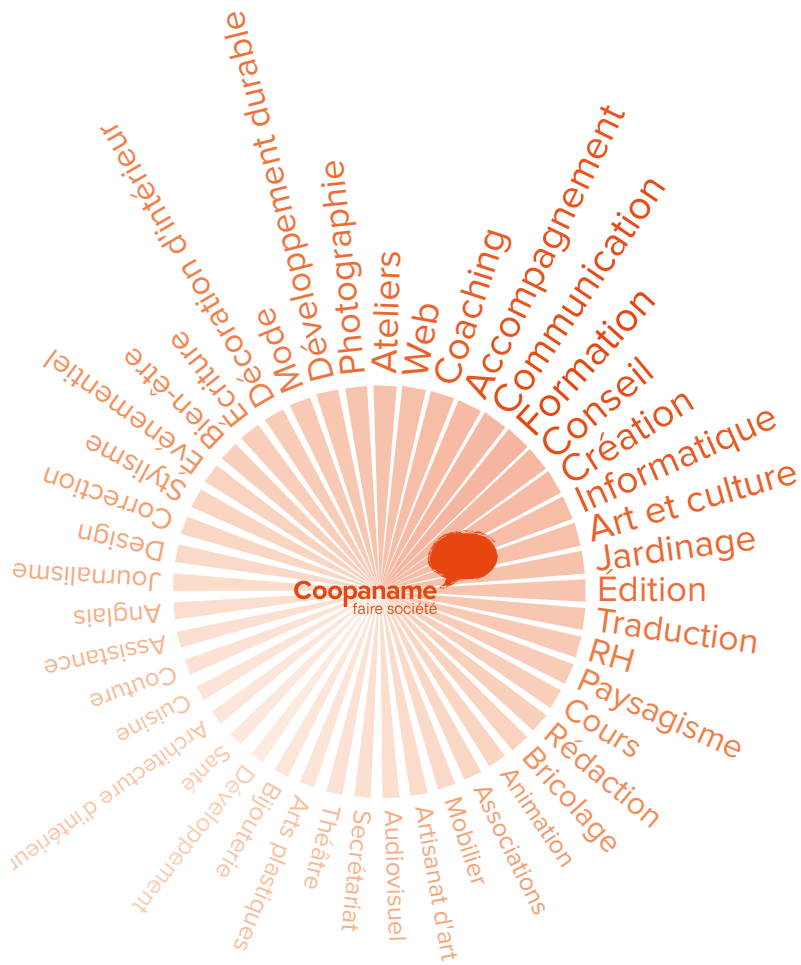 Ateliers
Web
Coaching
Accompagnement
Communication
Formation
Conseil
Création
Informatique
Art et culture
Jardinage
Édition
Traduction
RH
Paysagisme
Cours
Rédaction
Bricolage
Animation
Associations
Mobilier
Artisanat d'art
Audiovisuel
Secrétariat
Théâtre
Arts plastiques
Bijouterie
Développement
Santé
Architecture d'intérieur
Cuisine
Couture
Assistance
Anglais
Journalisme
Design
Correction
Stylisme
Événementiel
Bien-être
Écriture
Décoration d'intérieur
Mode
Développement durable
Photographie
Coopaname
faire société